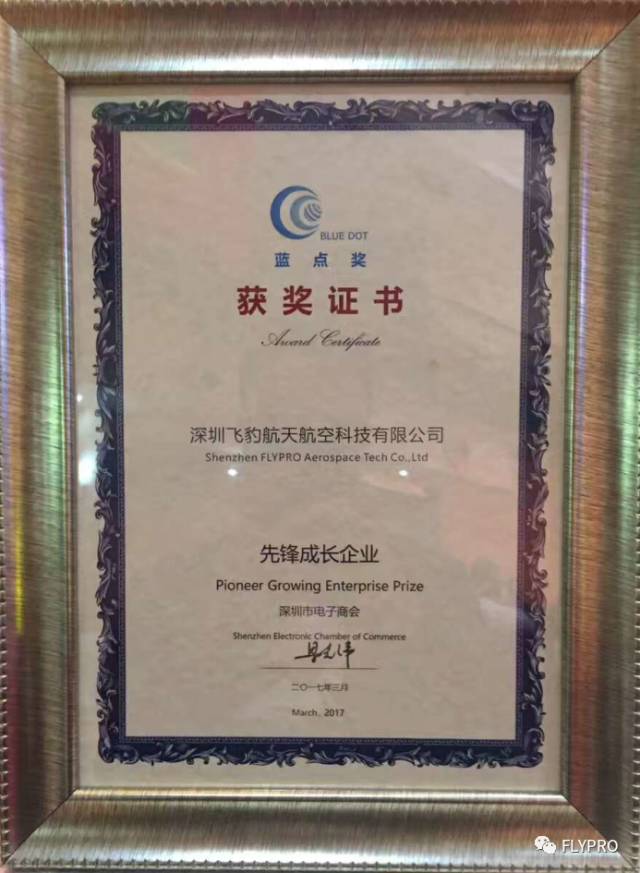 BLUE DOT
蓝点奖
获奖证书
Award Certificate
深圳飞豹航天航空科技有限公司
Shenzhen FLYPRO Aerospace Tech Co.,Ltd
先锋成长企业
Pioneer Growing Enterprise Prize
深圳市电子商会
Shenzhen Electronic Chamber of Commerce
二〇一七年三月
March, 2017
FLYPRO